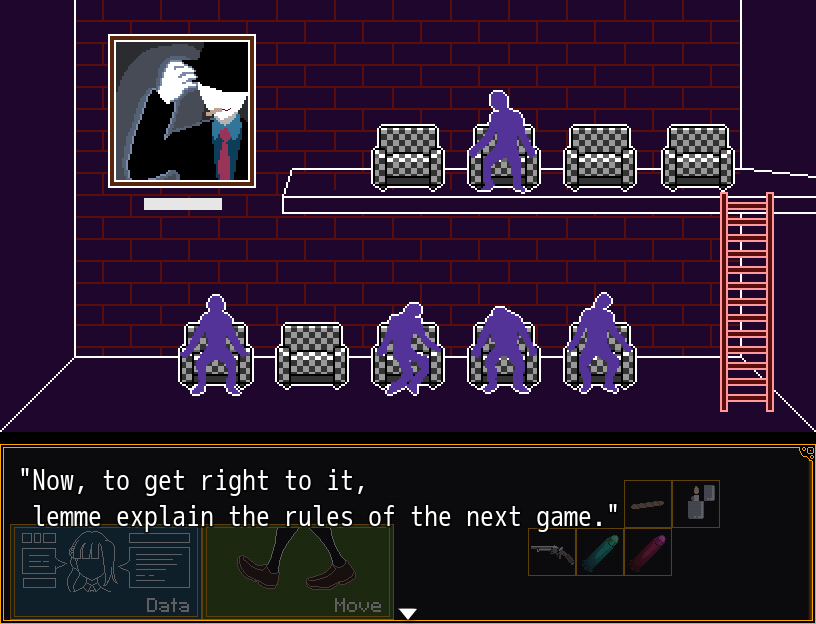 "Now, to get right to it,
lemme explain the rules of the next game."
Data
Move